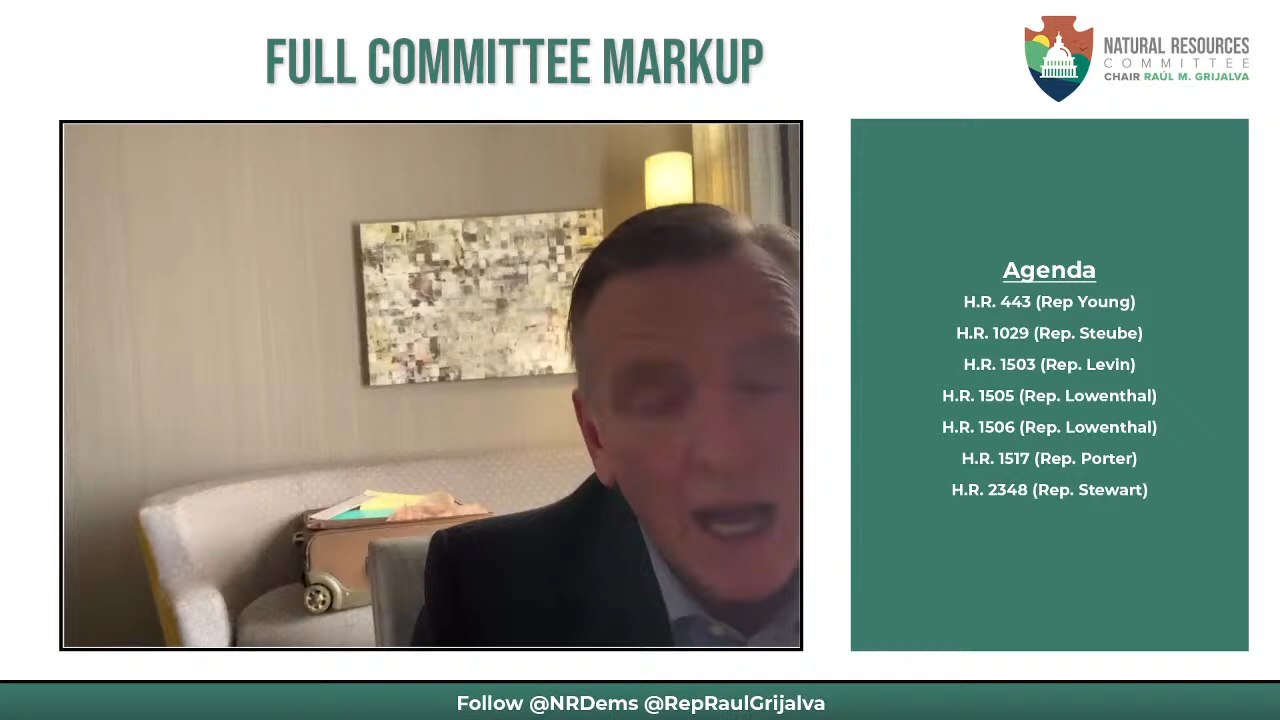 FULL COMMITTEE MARKUP
NATURAL RESOURCES
COMMITTEE
CHAIR RAÚL M. GRIJALVA
Agenda
H.R. 443 (Rep Young)
H.R. 1029 (Rep. Steube)
H.R. 1503 (Rep. Levin)
H.R. 1505 (Rep. Lowenthal)
H.R. 1506 (Rep. Lowenthal)
H.R. 1517 (Rep. Porter)
H.R. 2348 (Rep. Stewart)
Follow @NRDems @RepRaulGrijalva